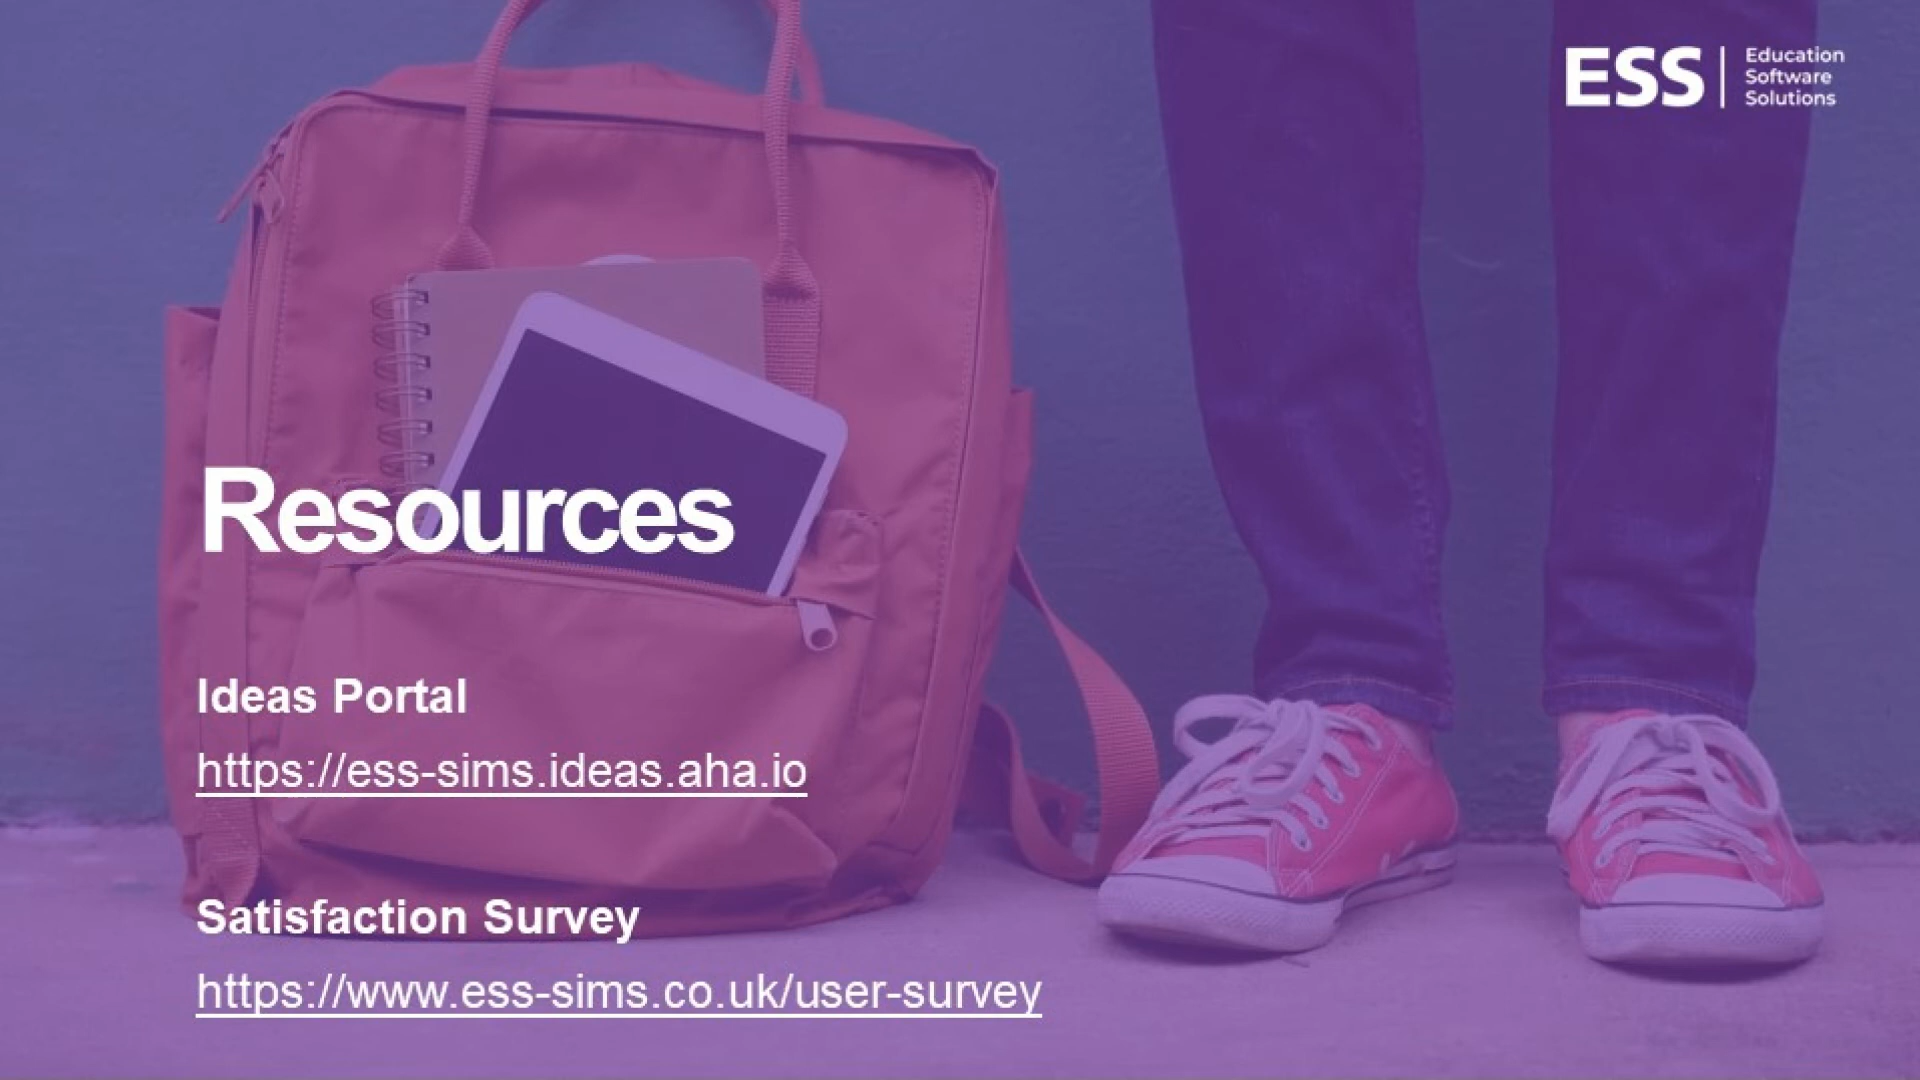 ESS
Education
Software
Solutions
Resources
Ideas Portal
https://ess-sims.ideas.aha.io
Satisfaction Survey
https://www.ess-sims.co.uk/user-survey